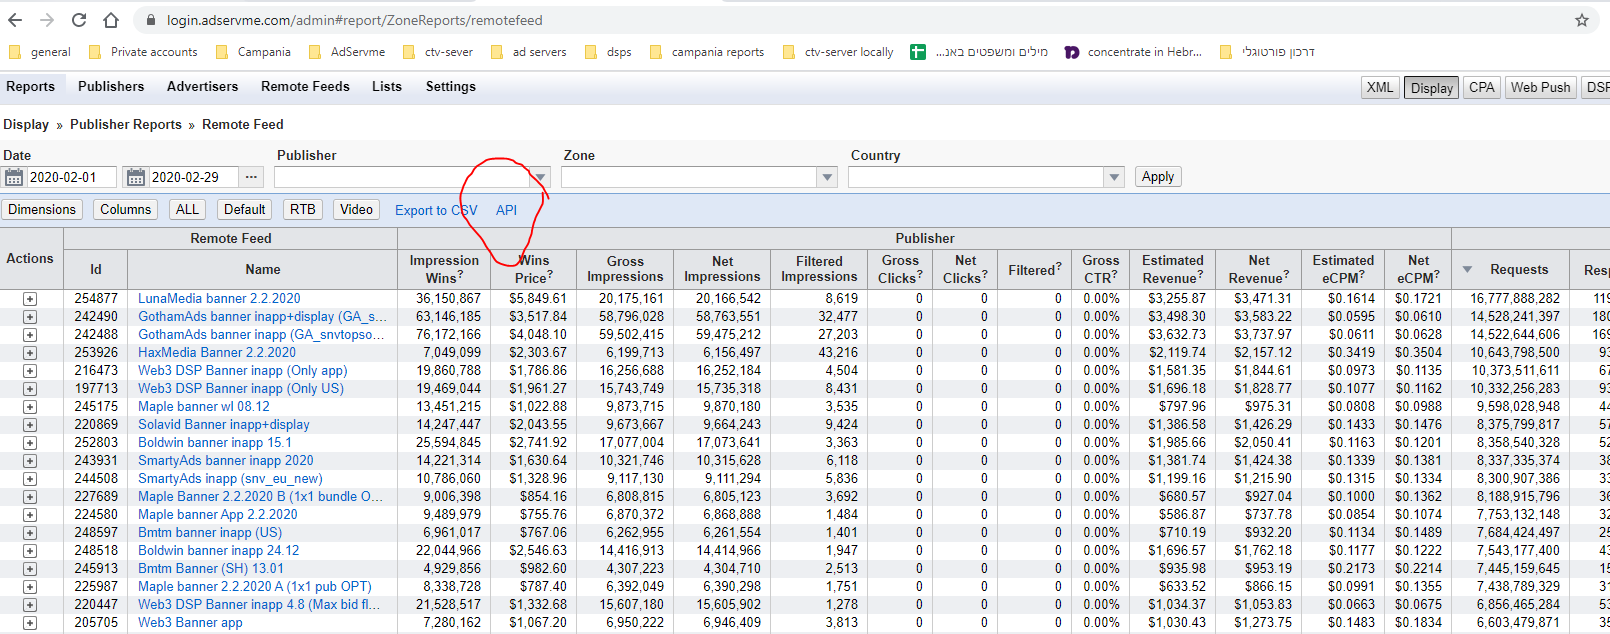 login.adservme.com/admin#report/ZoneReports/remotefeed
general Private accounts Campania AdServme ctv-sever ad servers dsps campania reports ctv-server locally מילים ומשפטים באנ... concentrate in Hebr... דרכון פורטוגלי
Reports Publishers Advertisers Remote Feeds Lists Settings XML Display CPA Web Push DSP
Display » Publisher Reports » Remote Feed
Date Publisher Zone Country
2020-02-01 2020-02-29 ... Apply
Dimensions Columns ALL Default RTB Video Export to CSV API
Remote Feed Publisher
Actions Id Name Impression Wins? Wins Price? Gross Impressions Net Impressions Filtered Impressions Gross Clicks? Net Clicks? Filtered? Gross CTR? Estimated Revenue? Net Revenue? Estimated eCPM? Net eCPM? Requests Resp
254877 LunaMedia banner 2.2.2020 36,150,867 $5,849.61 20,175,161 20,166,542 8,619 0 0 0 0.00% $3,255.87 $3,471.31 $0.1614 $0.1721 16,777,888,282 119
242490 GothamAds banner inapp+display (GA_s... 63,146,185 $3,517.84 58,796,028 58,763,551 32,477 0 0 0 0.00% $3,498.30 $3,583.22 $0.0595 $0.0610 14,528,241,397 180
242488 GothamAds banner inapp (GA_snvtopso... 76,172,166 $4,048.10 59,502,415 59,475,212 27,203 0 0 0 0.00% $3,632.73 $3,737.97 $0.0611 $0.0628 14,522,644,606 169
253926 HaxMedia Banner 2.2.2020 7,049,099 $2,303.67 6,199,713 6,156,497 43,216 0 0 0 0.00% $2,119.74 $2,157.12 $0.3419 $0.3504 10,643,798,500 93
216473 Web3 DSP Banner inapp (Only app) 19,860,788 $1,786.86 16,256,688 16,252,184 4,504 0 0 0 0.00% $1,581.35 $1,844.61 $0.0973 $0.1135 10,373,511,611 67
197713 Web3 DSP Banner inapp (Only US) 19,469,044 $1,961.27 15,743,749 15,735,318 8,431 0 0 0 0.00% $1,696.18 $1,828.77 $0.1077 $0.1162 10,332,256,283 93
245175 Maple banner wl 08.12 13,451,215 $1,022.88 9,873,715 9,870,180 3,535 0 0 0 0.00% $797.96 $975.31 $0.0808 $0.0988 9,598,028,948 44
220869 Solavid Banner inapp+display 14,247,447 $2,043.55 9,673,667 9,664,243 9,424 0 0 0 0.00% $1,386.58 $1,426.29 $0.1433 $0.1476 8,375,799,817 57
252803 Boldwin Banner inapp 15.1 25,594,845 $2,741.92 17,077,004 17,073,641 3,363 0 0 0 0.00% $1,985.66 $2,050.41 $0.1163 $0.1201 8,358,540,328 52
243931 SmartyAds banner inapp 2020 14,221,314 $1,630.64 10,321,746 10,315,628 6,118 0 0 0 0.00% $1,381.74 $1,424.38 $0.1339 $0.1381 8,337,335,374 38
244508 SmartyAds inapp (snv_eu_new) 10,786,060 $1,328.96 9,117,130 9,111,294 5,836 0 0 0 0.00% $1,199.16 $1,215.90 $0.1315 $0.1334 8,300,907,386 33
227689 Maple Banner 2.2.2020 B (1x1 bundle O... 9,006,398 $854.16 6,808,815 6,805,123 3,692 0 0 0 0.00% $680.57 $927.04 $0.1000 $0.1362 8,188,915,796 36
224580 Maple banner App 2.2.2020 9,489,979 $755.76 6,870,372 6,868,888 1,484 0 0 0 0.00% $586.87 $737.78 $0.0854 $0.1074 7,753,132,148 32
248597 Bmtm banner inapp (US) 6,961,017 $767.06 6,262,955 6,261,554 1,401 0 0 0 0.00% $710.19 $932.20 $0.1134 $0.1489 7,684,424,497 25
248518 Boldwin banner inapp 24.12 22,044,966 $2,546.63 14,416,913 14,414,966 1,947 0 0 0 0.00% $1,696.57 $1,762.18 $0.1177 $0.1222 7,543,177,400 43
245913 Bmtm Banner (SH) 13.01 4,929,856 $982.60 4,307,223 4,304,710 2,513 0 0 0 0.00% $935.98 $953.19 $0.2173 $0.2214 7,445,159,645 15
225987 Maple banner 2.2.2020 A (1x1 pub OPT) 8,338,728 $787.40 6,392,049 6,390,298 1,751 0 0 0 0.00% $633.52 $866.15 $0.0991 $0.1355 7,438,789,329 31
220447 Web3 DSP Banner inapp 4.8 (Max bid fl... 21,528,517 $1,332.68 15,607,180 15,605,902 1,278 0 0 0 0.00% $1,034.37 $1,053.83 $0.0663 $0.0675 6,856,465,284 53
205705 Web3 Banner app 7,280,162 $1,067.20 6,950,222 6,946,409 3,813 0 0 0 0.00% $1,030.43 $1,273.75 $0.1483 $0.1834 6,603,479,871 35